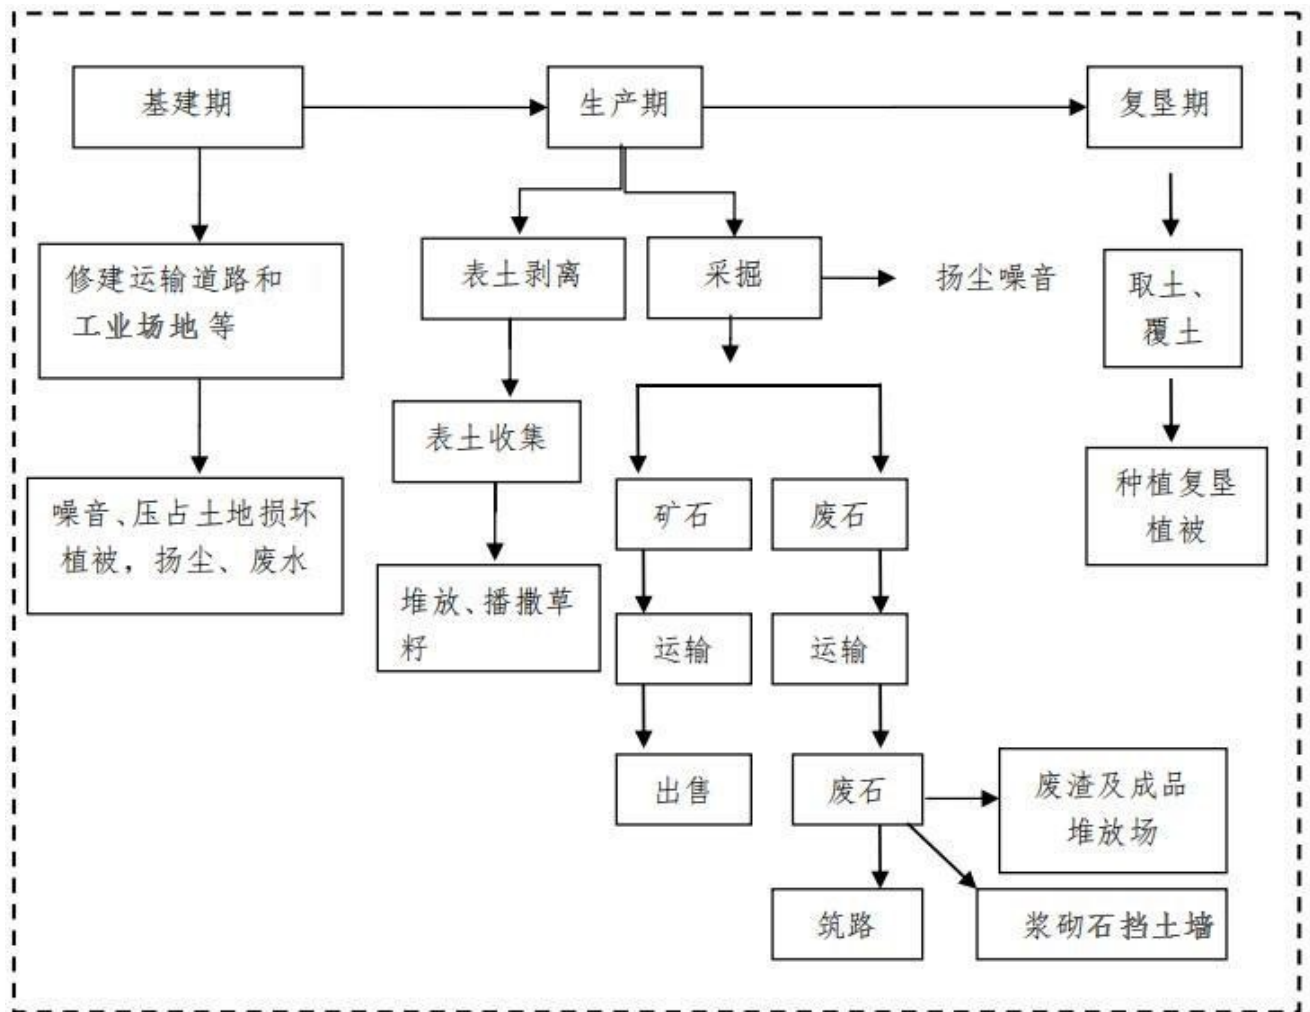 基建期
生产期
复垦期
修建运输道路和
工业场地等
表土剥离
采掘
扬尘噪音
取土、
覆土
表土收集
噪音、压占土地损坏
植被，扬尘、废水
矿石
废石
种植复垦
植被
堆放、播撒草
籽
运输
运输
出售
废石
废渣及成品
堆放场
筑路
浆砌石挡土墙